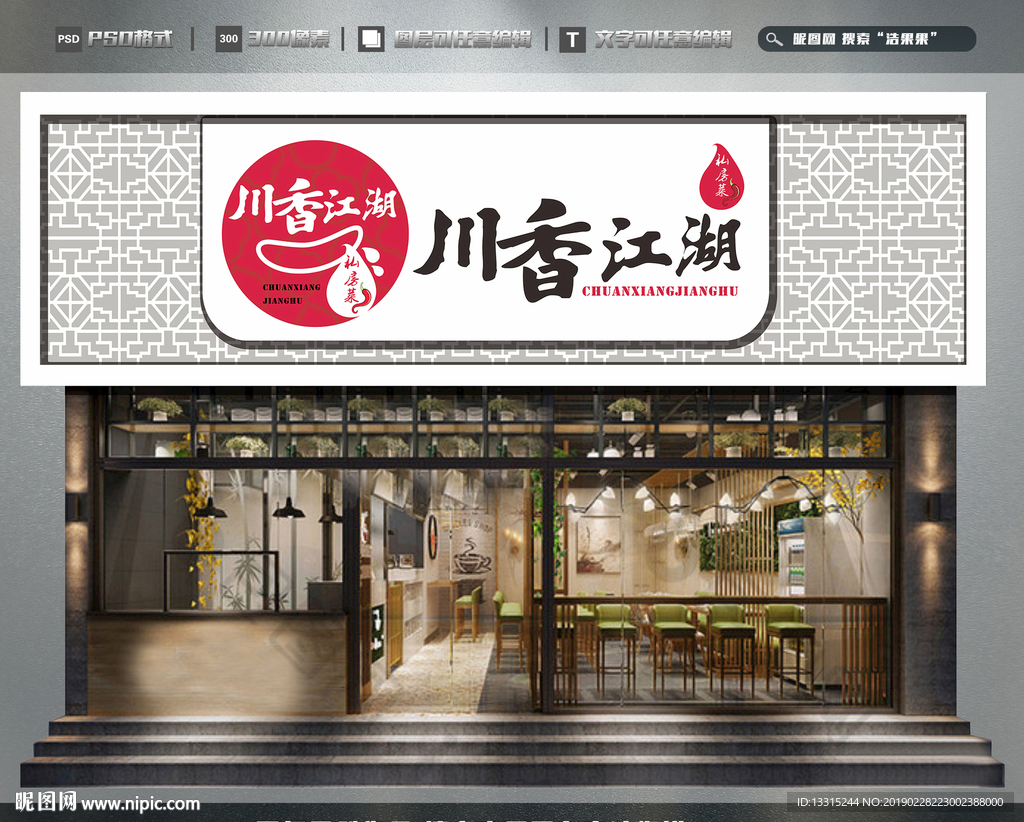 PSD PSD格式
300 300像素
图层可任意编辑
T 文字可任意编辑
昵图网 搜索“浩果果”
川香江湖
私房菜
CHUANXIANG
JIANGHU
川香江湖
CHUANXIANGJIANGHU
私房菜
昵图网 www.nipic.com
ID:13315244 NO:20190228223002388000